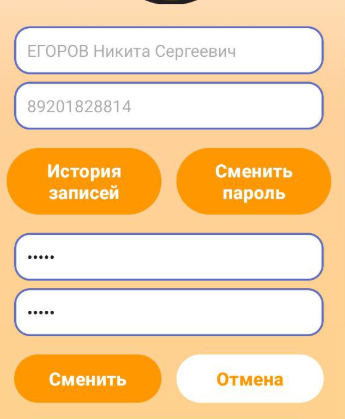 ЕГОРОВ Никита Сергеевич
89201828814
История
записей
Сменить
пароль
•••••
•••••
Сменить
Отмена